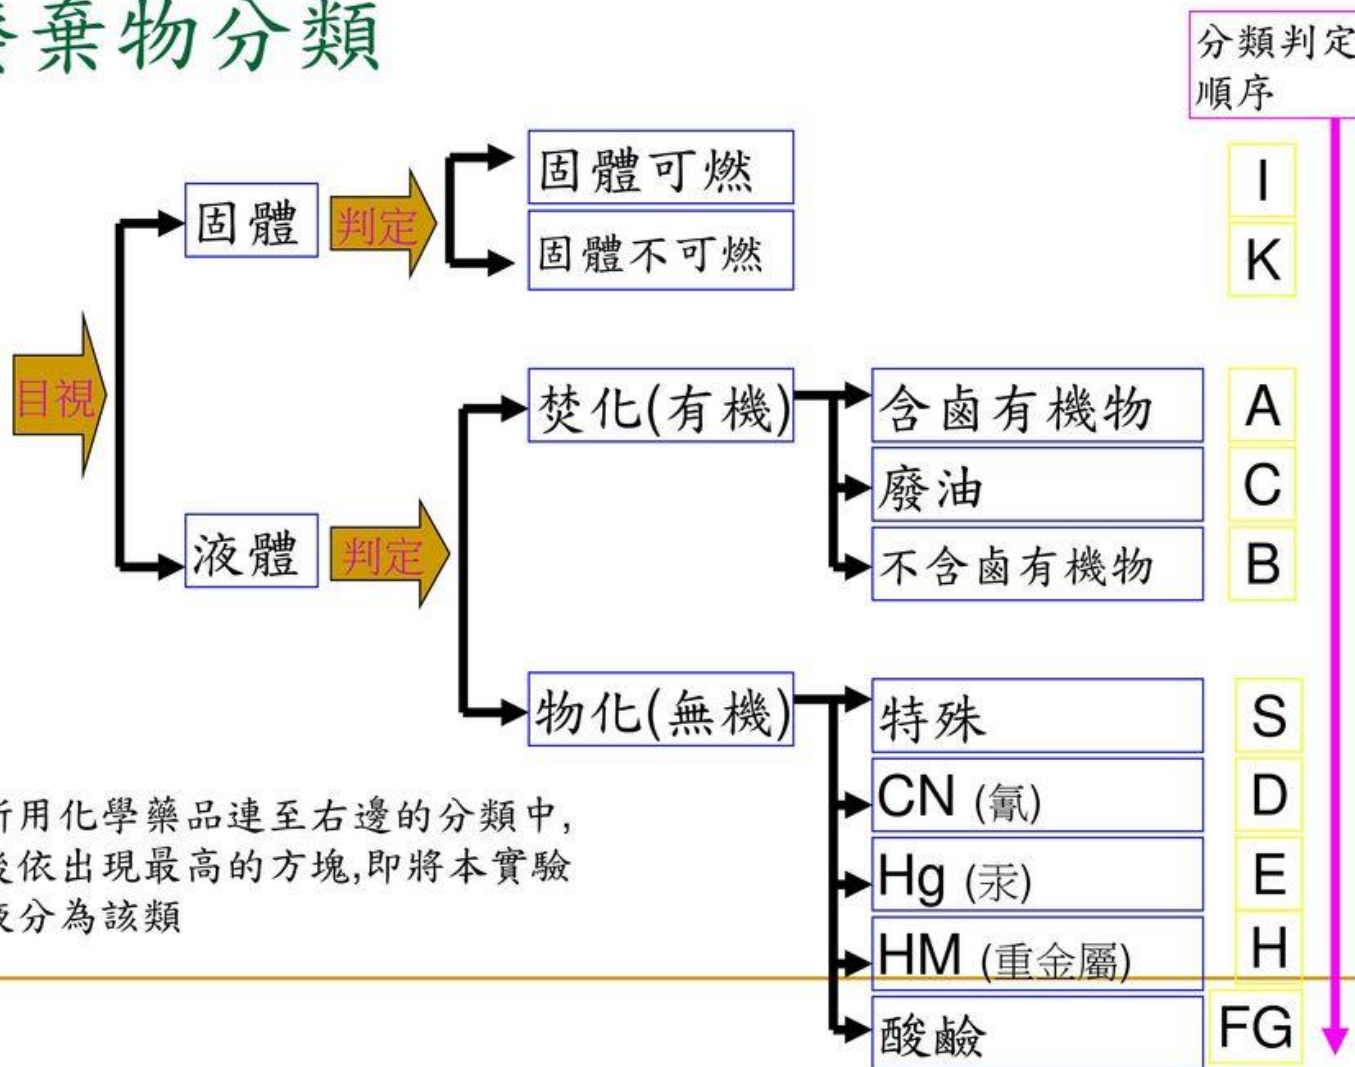 棄物分類
分類判定
順序
目視
固體
判定
固體可燃
I
固體不可燃
K
液體
判定
焚化(有機)
含鹵有機物
A
廢油
C
不含鹵有機物
B
物化(無機)
特殊
S
CN (氰)
D
Hg (汞)
E
HM (重金屬)
H
酸鹼
FG
用化學藥品連至右邊的分類中,
依出現最高的方塊,即將本實驗
分為該類